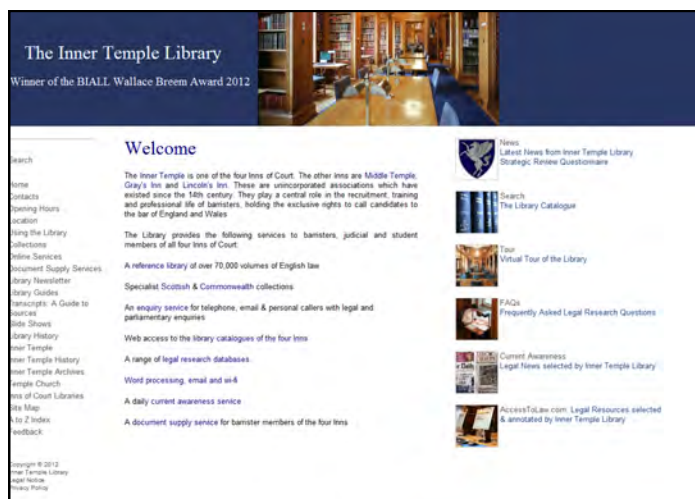 The Inner Temple Library
Winner of the BIALL Wallace Breem Award 2012
Search
Home
Contacts
Opening Hours
Location
Using the Library
Collections
Online Services
Document Supply Services
Library Newsletter
Library Guides
Transcripts: A Guide to
Sources
Slide Shows
Library History
Inner Temple
Inner Temple History
Inner Temple Archives
Temple Church
Inns of Court Libraries
Site Map
A to Z Index
Feedback
Copyright © 2012
Inner Temple Library
Legal Notice
Privacy Policy
Welcome
The Inner Temple is one of the four Inns of Court. The other Inns are Middle Temple,
Gray's Inn and Lincoln's Inn. These are unincorporated associations which have
existed since the 14th century. They play a central role in the recruitment, training
and professional life of barristers, holding the exclusive rights to call candidates to
the bar of England and Wales
The Library provides the following services to barristers, judicial and student
members of all four Inns of Court:
A reference library of over 70,000 volumes of English law
Specialist Scottish & Commonwealth collections
An enquiry service for telephone, email & personal callers with legal and
parliamentary enquiries
Web access to the library catalogues of the four Inns
A range of legal research databases
Word processing, email and wi-fi
A daily current awareness service
A document supply service for barrister members of the four Inns
News
Latest News from Inner Temple Library
Strategic Review Questionnaire
Search
The Library Catalogue
Tour
Virtual Tour of the Library
FAQs
Frequently Asked Legal Research Questions
Current Awareness
Legal News selected by Inner Temple Library
AccessToLaw.com Legal Resources selected
& annotated by Inner Temple Library